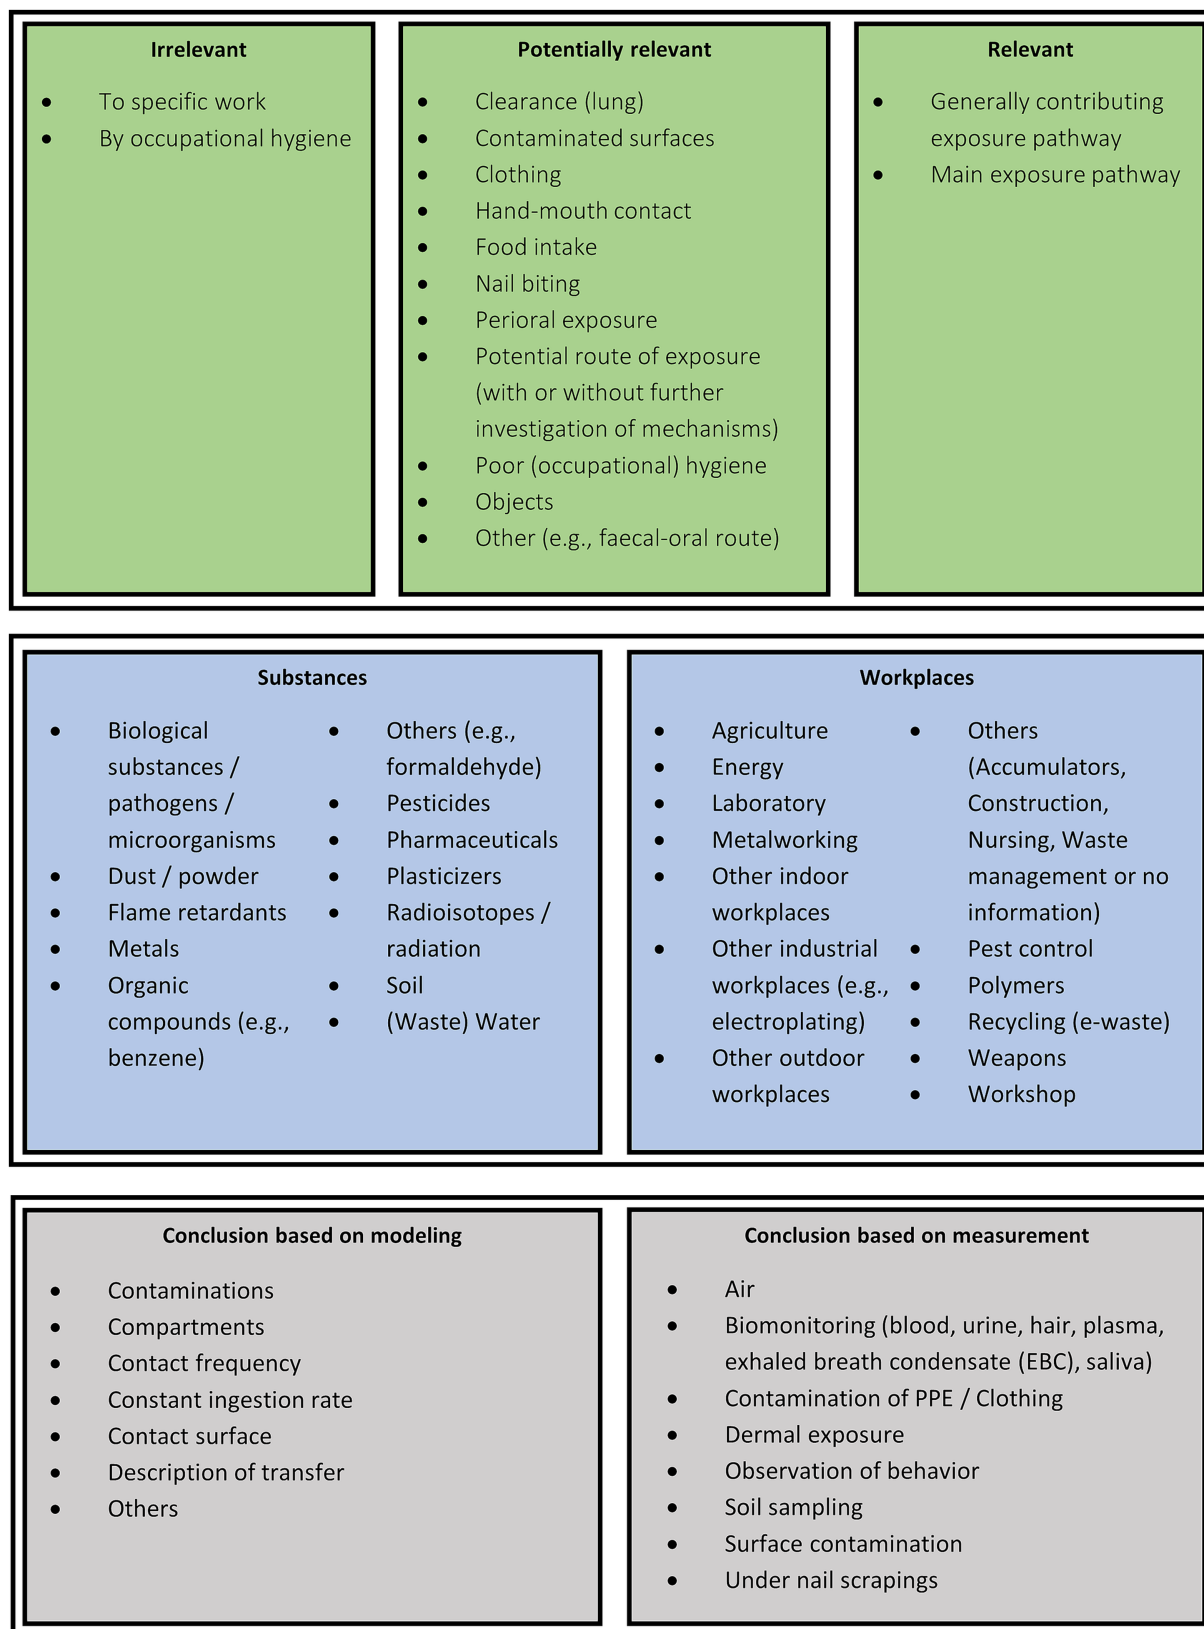 Irrelevant
• To specific work
• By occupational hygiene
Potentially relevant
• Clearance (lung)
• Contaminated surfaces
• Clothing
• Hand-mouth contact
• Food intake
• Nail biting
• Perioral exposure
• Potential route of exposure
(with or without further
investigation of mechanisms)
• Poor (occupational) hygiene
• Objects
• Other (e.g., faecal-oral route)
Relevant
• Generally contributing
exposure pathway
• Main exposure pathway
Substances
• Biological
substances /
pathogens /
microorganisms
• Dust / powder
• Flame retardants
• Metals
• Organic
compounds (e.g.,
benzene)
• Others (e.g.,
formaldehyde)
• Pesticides
• Pharmaceuticals
• Plasticizers
• Radioisotopes /
radiation
• Soil
• (Waste) Water
Workplaces
• Agriculture
• Energy
• Laboratory
• Metalworking
• Other indoor
workplaces
• Other industrial
workplaces (e.g.,
electroplating)
• Other outdoor
workplaces
• Others
(Accumulators,
Construction,
Nursing, Waste
management or no
information)
• Pest control
• Polymers
• Recycling (e-waste)
• Weapons
• Workshop
Conclusion based on modeling
• Contaminations
• Compartments
• Contact frequency
• Constant ingestion rate
• Contact surface
• Description of transfer
• Others
Conclusion based on measurement
• Air
• Biomonitoring (blood, urine, hair, plasma,
exhaled breath condensate (EBC), saliva)
• Contamination of PPE / Clothing
• Dermal exposure
• Observation of behavior
• Soil sampling
• Surface contamination
• Under nail scrapings